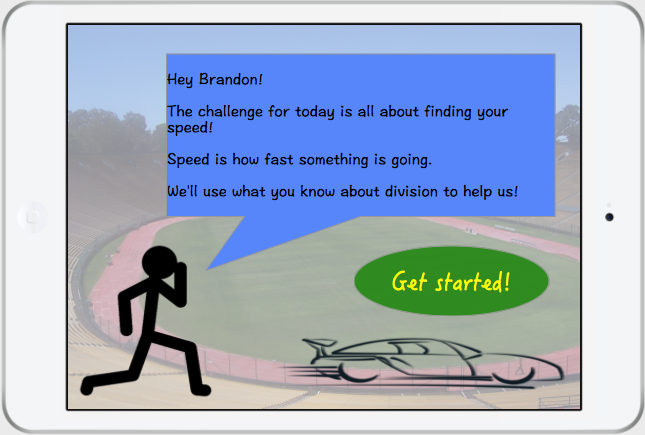 Hey Brandon!
The challenge for today is all about finding your
speed!
Speed is how fast something is going.
We'll use what you know about division to help us!
Get started!